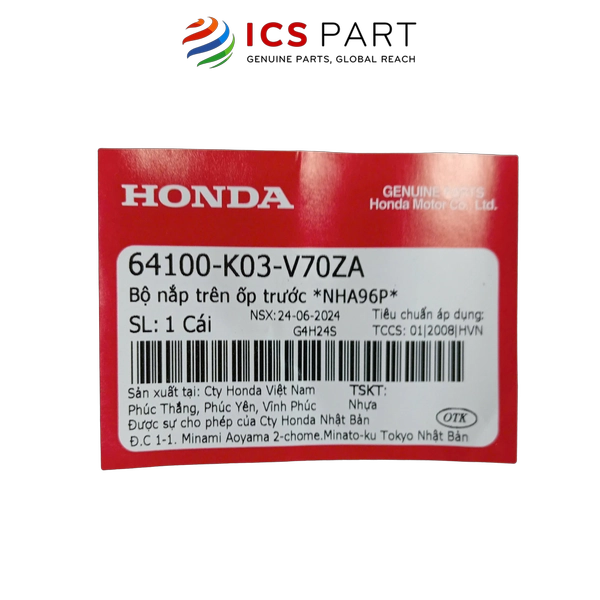 ICS PART
GENUINE PARTS, GLOBAL REACH
HONDA
GENUINE PARTS
Honda Motor Co., Ltd.
64100-K03-V70ZA
Bộ nắp trên ốp trước *NHA96P*
SL: 1 Cái
NSX: 24-06-2024
G4H24S
Tiêu chuẩn áp dụng:
TCCS: 01|2008|HVN
Sản xuất tại: Cty Honda Việt Nam
Phúc Thắng, Phúc Yên, Vĩnh Phúc
TSKT:
Nhựa
Được sự cho phép của Cty Honda Nhật Bản
Đ.C 1-1. Minami Aoyama 2-chome.Minato-ku Tokyo Nhật Bản
OTK